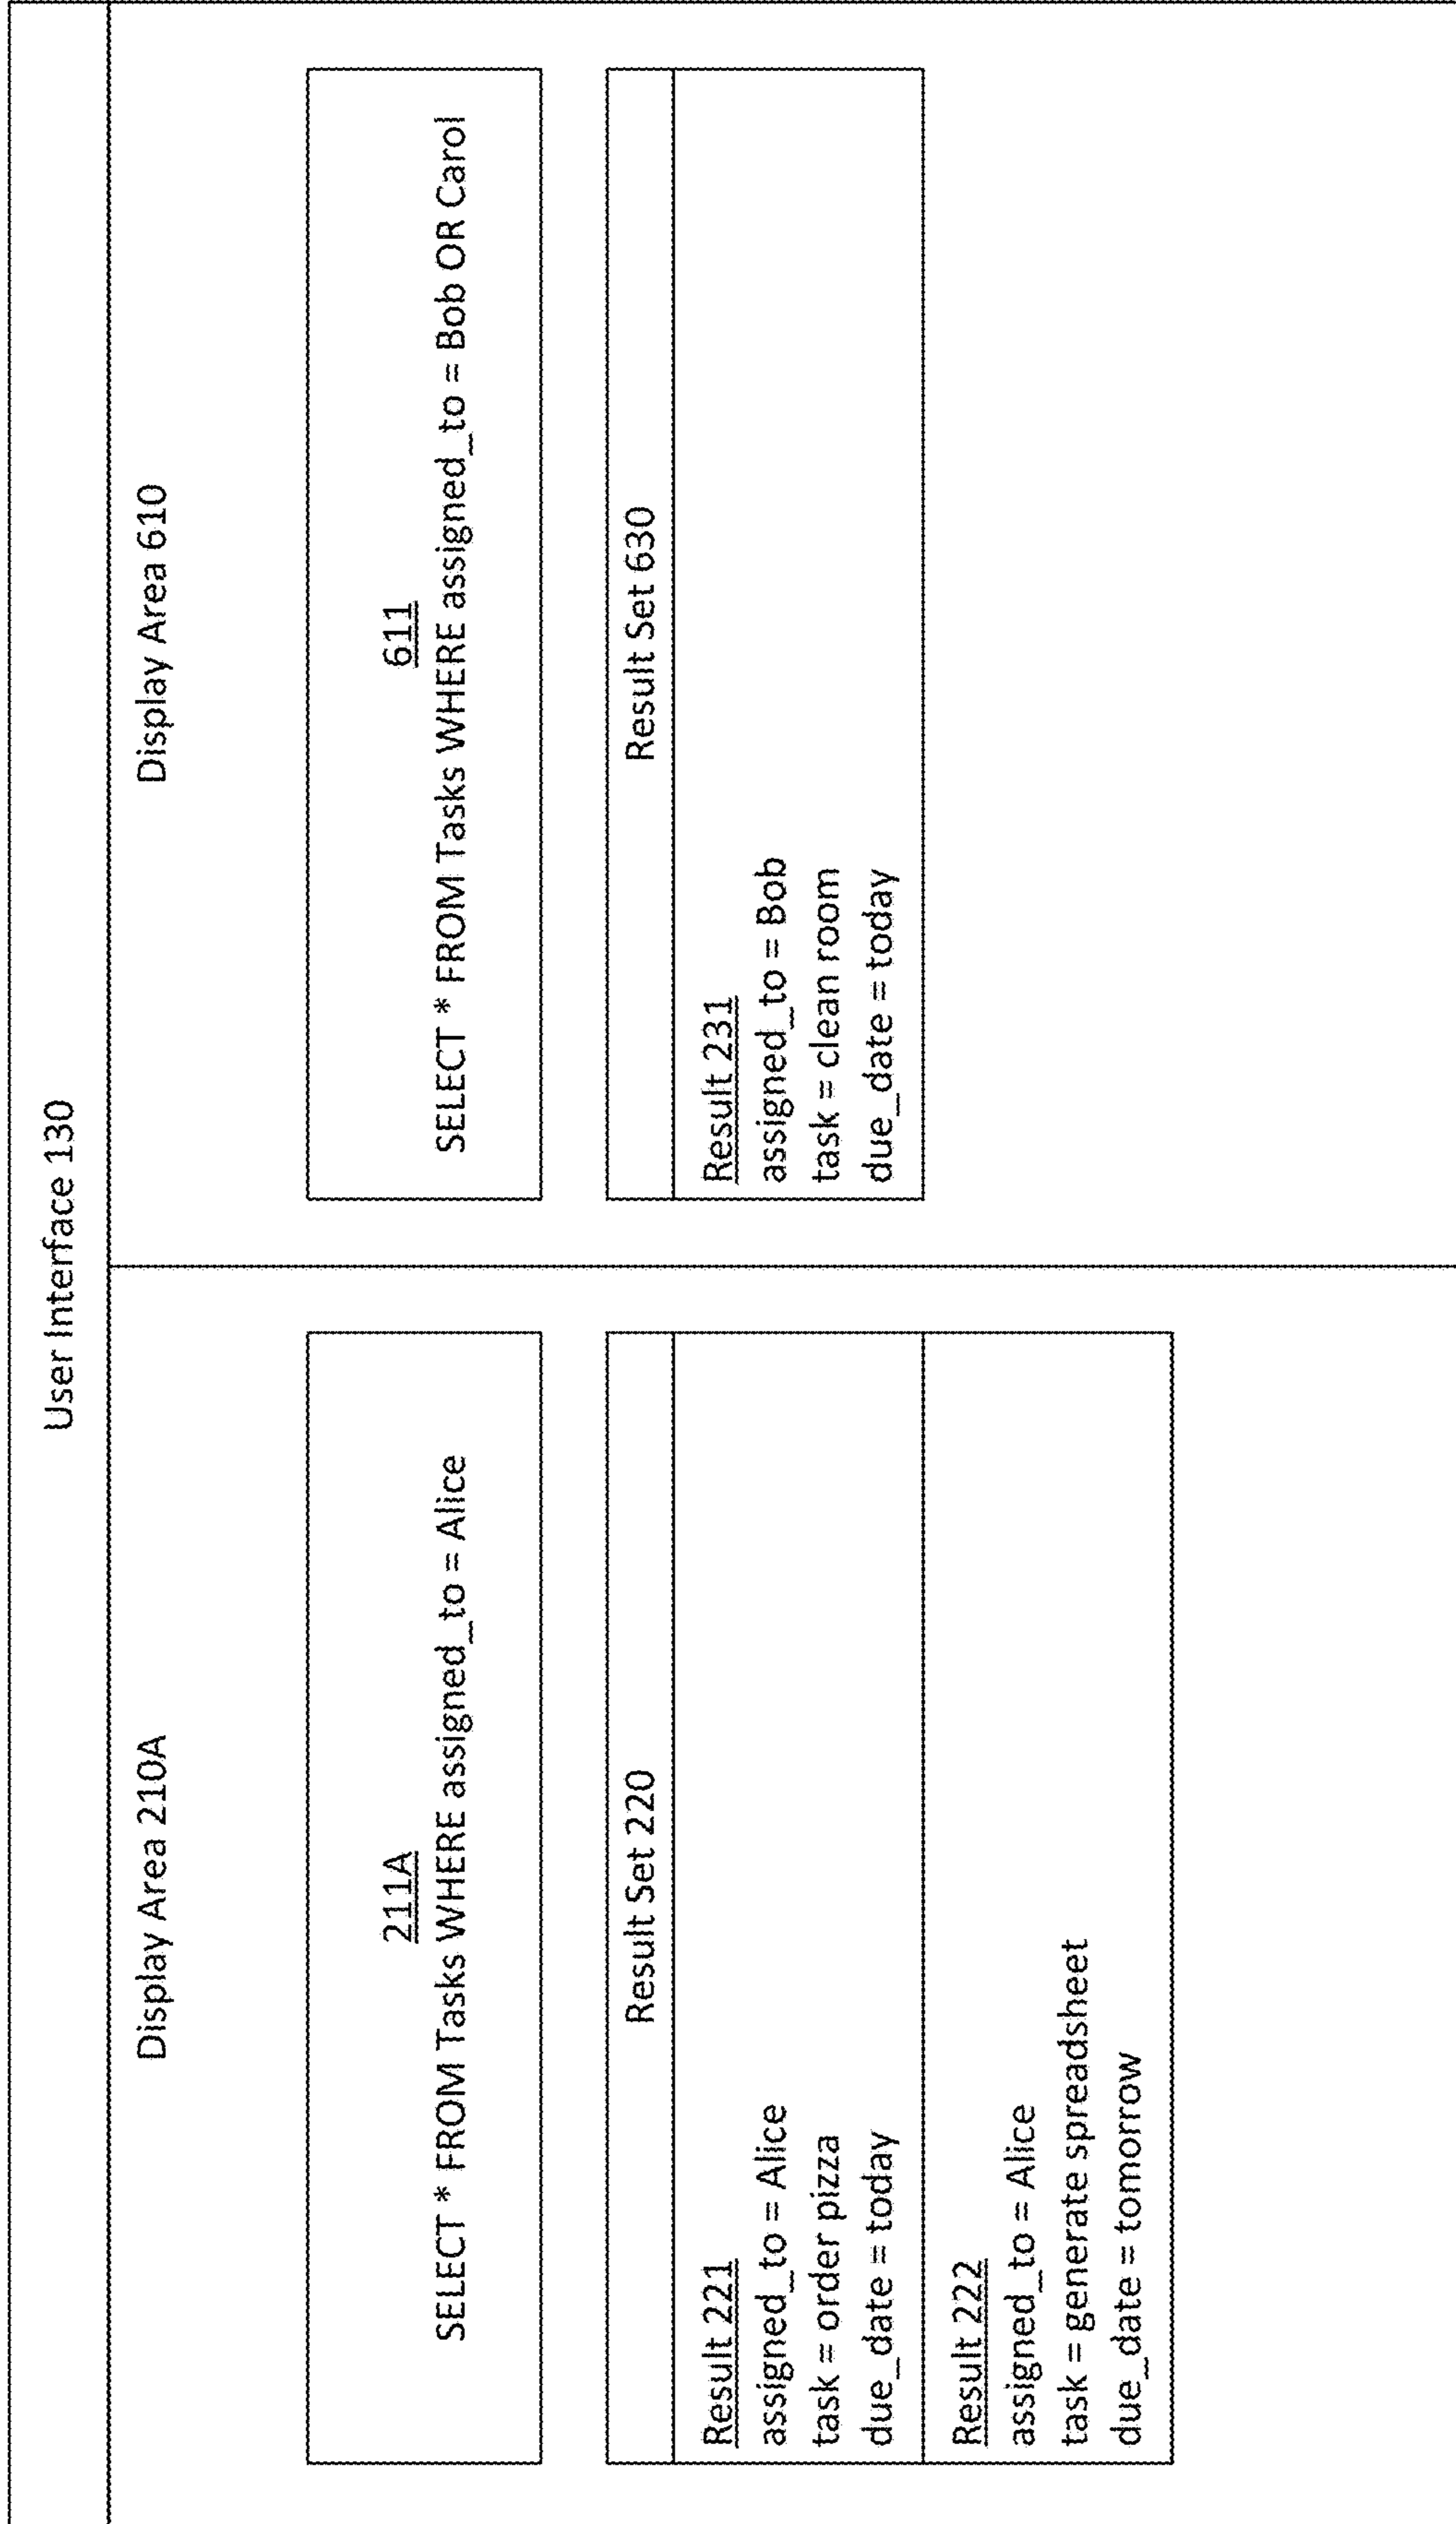 User Interface 130
Display Area 210A
211A
SELECT * FROM Tasks WHERE assigned_to = Alice
Result Set 220
Result 221
assigned_to = Alice
task = order pizza
due_date = today
Result 222
assigned_to = Alice
task = generate spreadsheet
due_date = tomorrow
Display Area 610
611
SELECT * FROM Tasks WHERE assigned_to = Bob OR Carol
Result Set 630
Result 231
assigned_to = Bob
task = clean room
due_date = today